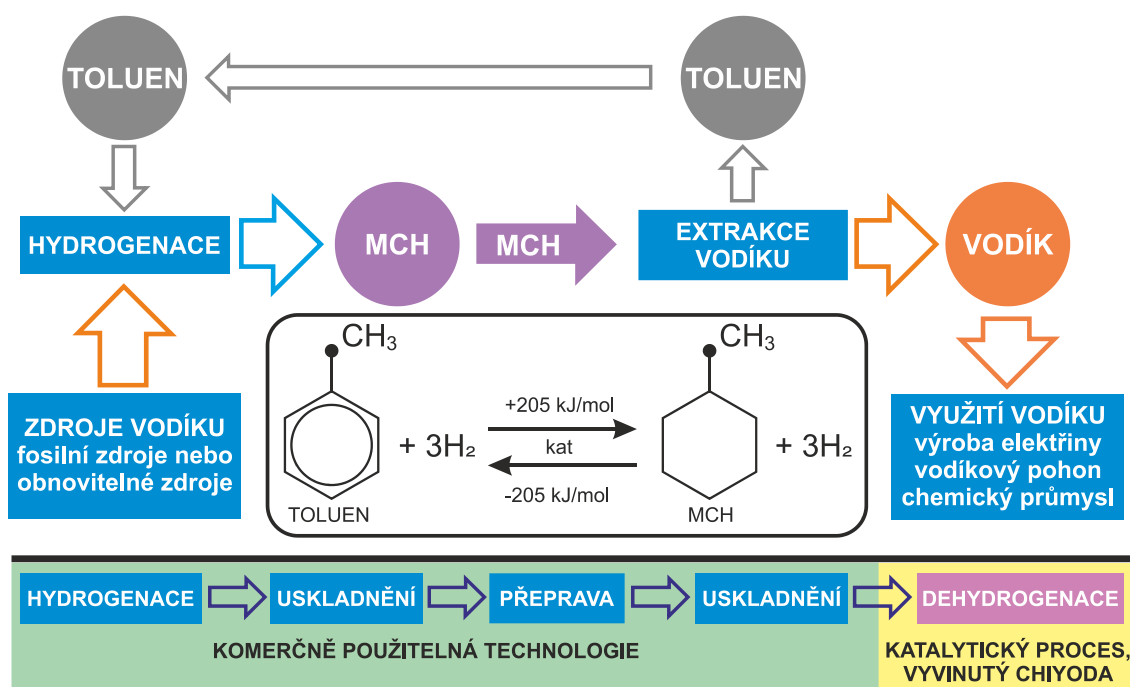 TOLUEN
TOLUEN
HYDROGENACE
MCH
MCH
EXTRAKCE
VODÍKU
VODÍK
ZDROJE VODÍKU
fosilní zdroje nebo
obnovitelné zdroje
CH₃
+ 3H₂
TOLUEN
+205 kJ/mol
kat
-205 kJ/mol
CH₃
+ 3H₂
MCH
VYUŽITÍ VODÍKU
výroba elektřiny
vodíkový pohon
chemický průmysl
HYDROGENACE
USKLADNĚNÍ
PŘEPRAVA
USKLADNĚNÍ
DEHYDROGENACE
KOMERČNĚ POUŽITELNÁ TECHNOLOGIE
KATALYTICKÝ PROCES,
VYVINUTÝ CHIYODA